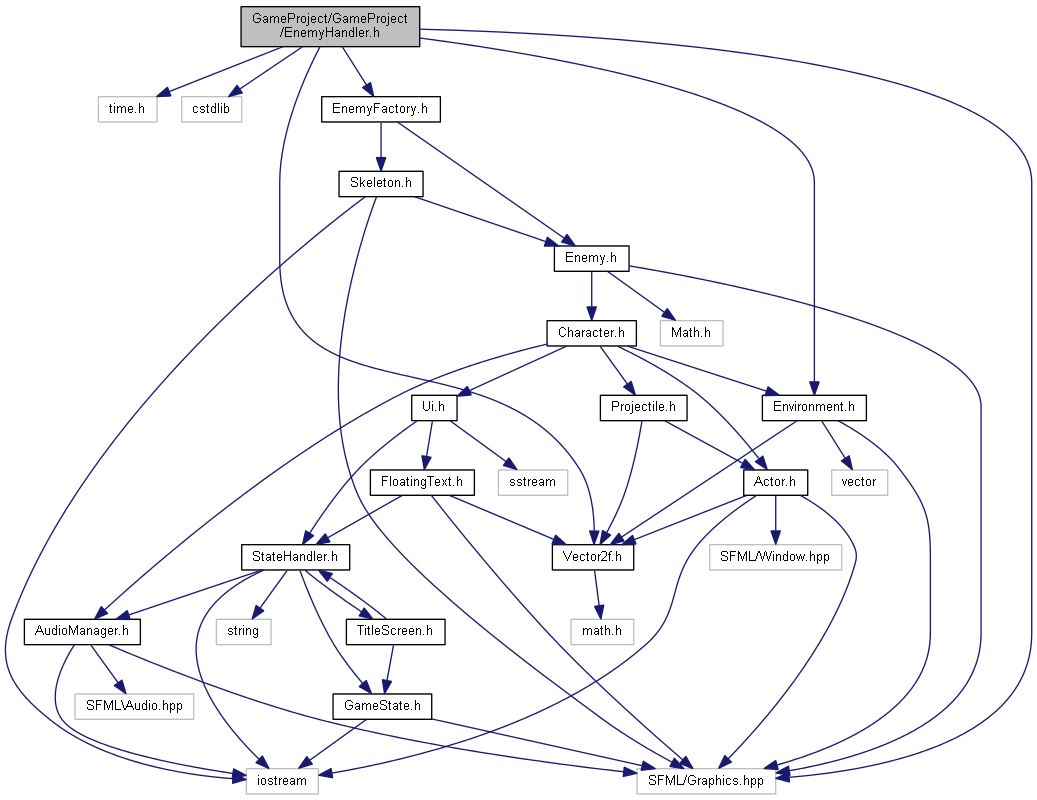 GameProject/GameProject
/EnemyHandler.h
time.h
cstdlib
EnemyFactory.h
Skeleton.h
Enemy.h
Character.h
Math.h
Ui.h
Projectile.h
Environment.h
FloatingText.h
sstream
Actor.h
vector
StateHandler.h
Vector2f.h
SFML/Window.hpp
AudioManager.h
string
TitleScreen.h
math.h
SFML\Audio.hpp
GameState.h
iostream
SFML/Graphics.hpp